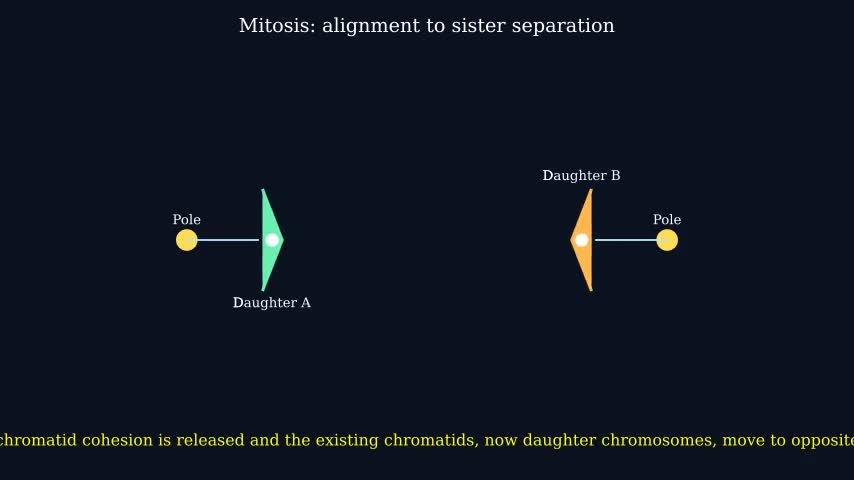 Mitosis: alignment to sister separation
Daughter B
Pole
Pole
Daughter A
chromatid cohesion is released and the existing chromatids, now daughter chromosomes, move to opposite